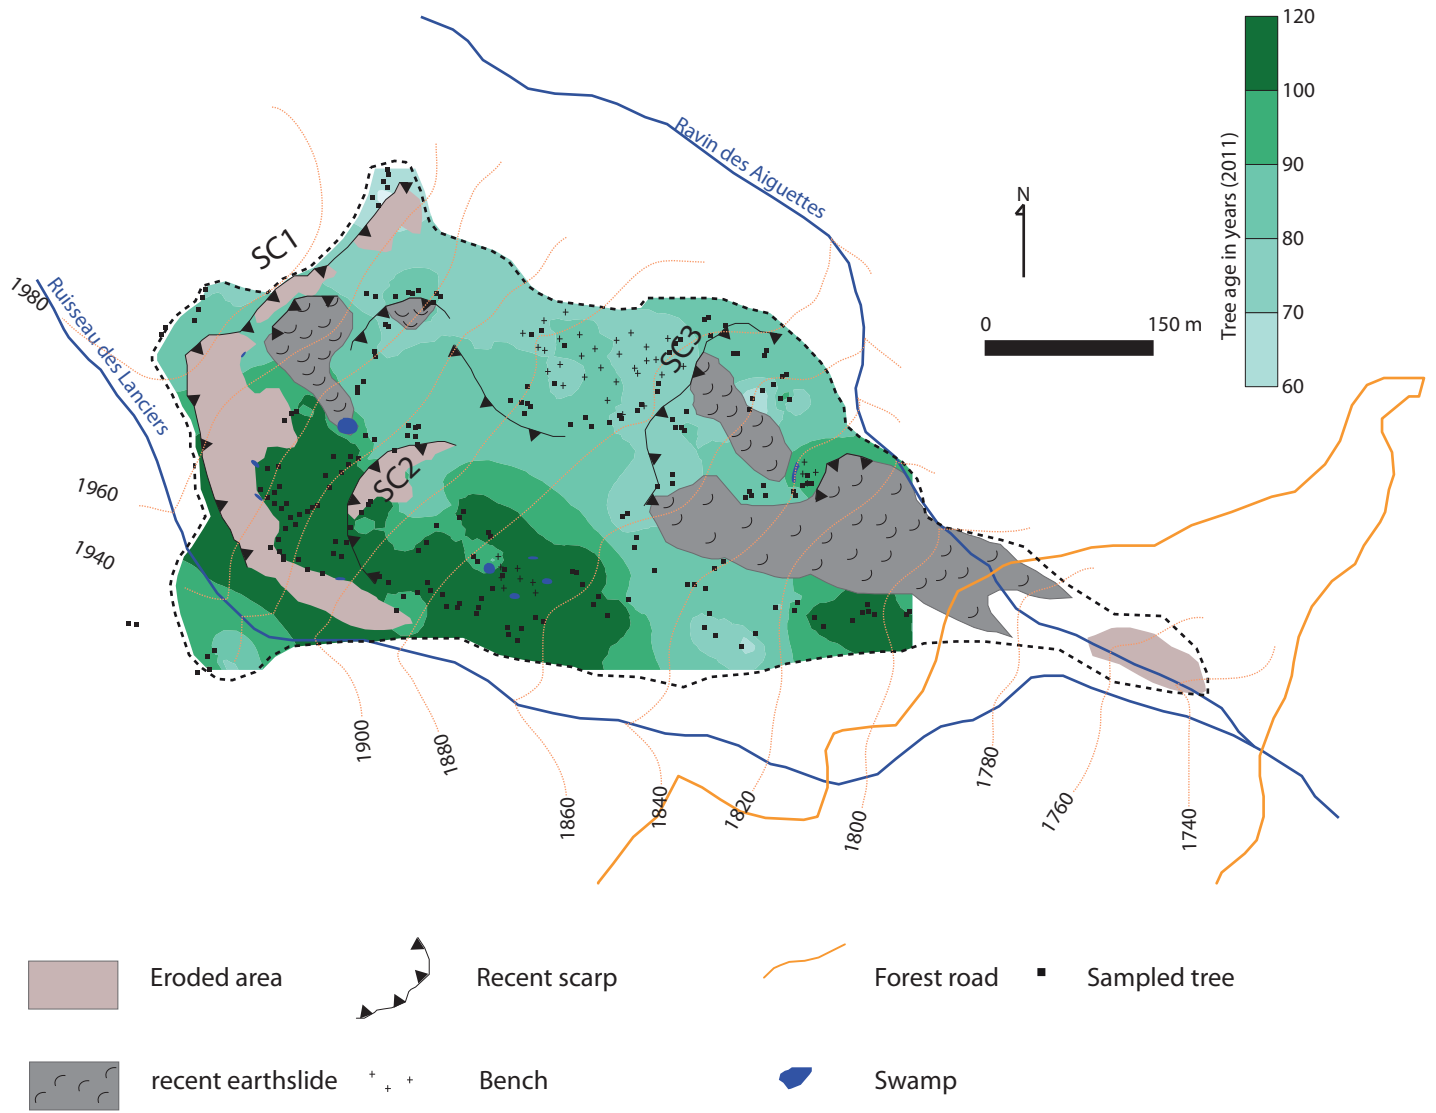 120
100
90
80
70
60
Tree age in years (2011)
Ravin des Aiguettes
N
0 150 m
SC1
SC2
SC3
Ruisseau des Lanciers
1980
1960
1940
1900
1880
1860
1840
1820
1800
1780
1760
1740
Eroded area
Recent scarp
Forest road
Sampled tree
recent earthslide
Bench
Swamp